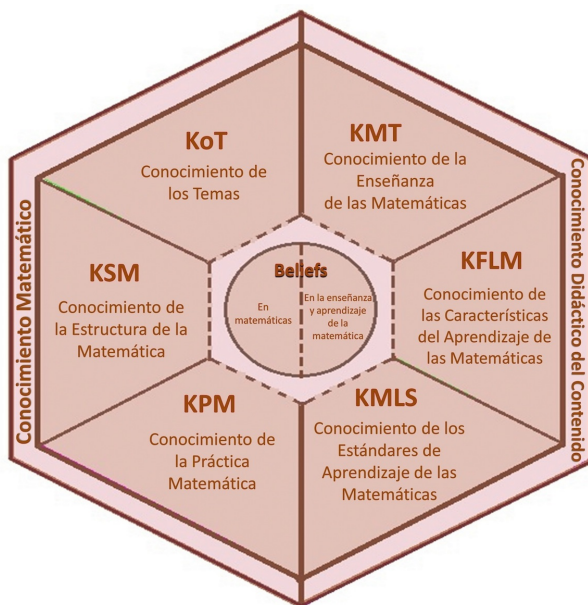 Conocimiento Matemático
KoT
Conocimiento de
los Temas
KSM
Conocimiento de
la Estructura de la
Matemática
KPM
Conocimiento de
la Práctica
Matemática
Beliefs
En
matemáticas
En la enseñanza
y aprendizaje
de la
matemática
KMT
Conocimiento de la
Enseñanza
de las Matemáticas
KFLM
Conocimiento de
las Características
del Aprendizaje de
las Matemáticas
KMLS
Conocimiento de los
Estándares de
Aprendizaje de las
Matemáticas
Conocimiento Didáctico del Contenido